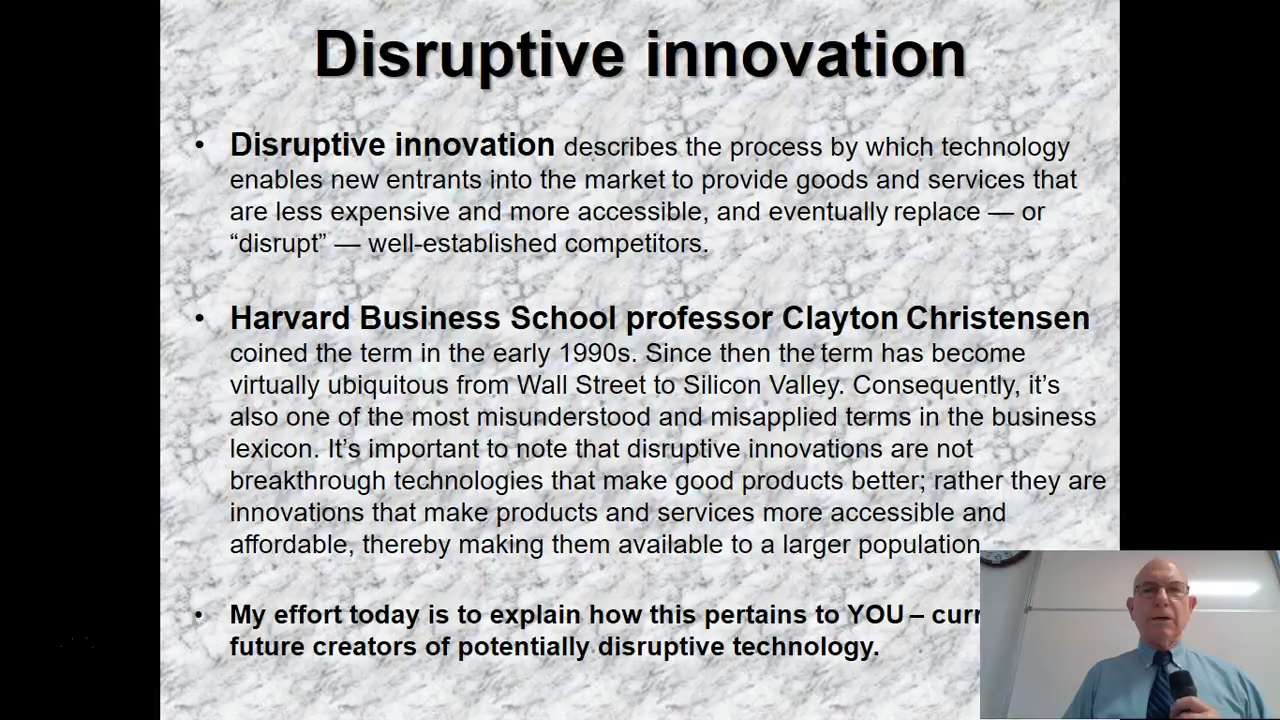 Disruptive innovation
• Disruptive innovation describes the process by which technology
enables new entrants into the market to provide goods and services that
are less expensive and more accessible, and eventually replace — or
“disrupt” — well-established competitors.
• Harvard Business School professor Clayton Christensen
coined the term in the early 1990s. Since then the term has become
virtually ubiquitous from Wall Street to Silicon Valley. Consequently, it’s
also one of the most misunderstood and misapplied terms in the business
lexicon. It’s important to note that disruptive innovations are not
breakthrough technologies that make good products better; rather they are
innovations that make products and services more accessible and
affordable, thereby making them available to a larger population
• My effort today is to explain how this pertains to YOU – curr
future creators of potentially disruptive technology.